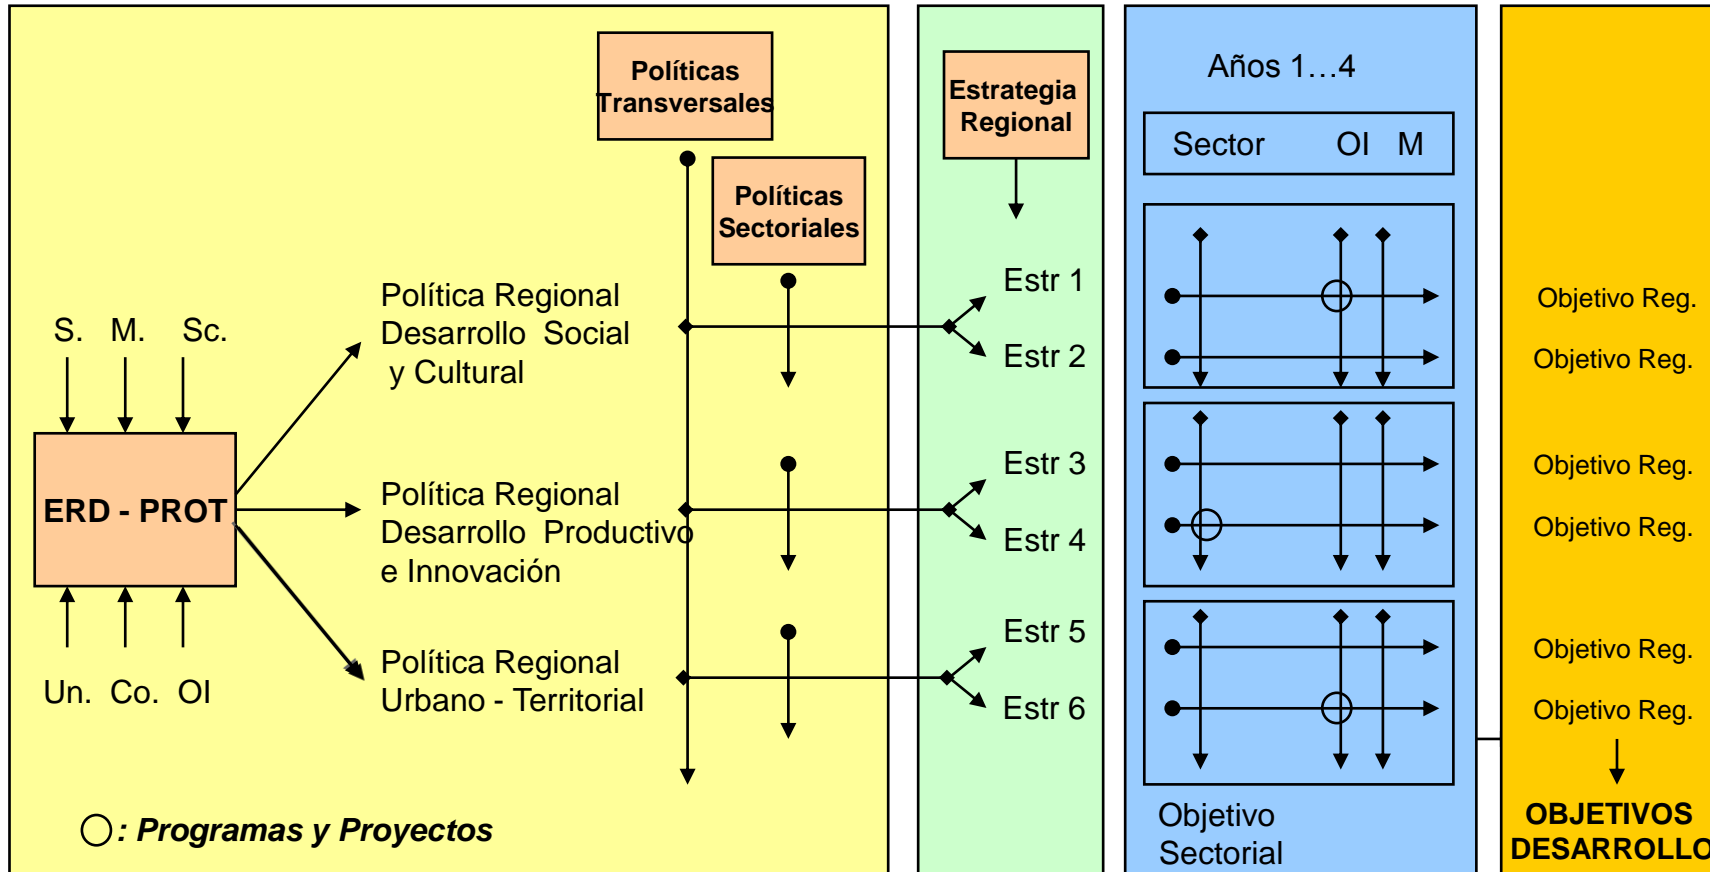 Políticas
Transversales
Políticas
Sectoriales
S. M. Sc.
ERD - PROT
Un. Co. OI
Política Regional
Desarrollo Social
y Cultural
Política Regional
Desarrollo Productivo
e Innovación
Política Regional
Urbano - Territorial
: Programas y Proyectos
Estrategia
Regional
Estr 1
Estr 2
Estr 3
Estr 4
Estr 5
Estr 6
Años 1…4
Sector OI M
Objetivo
Sectorial
Objetivo Reg.
Objetivo Reg.
Objetivo Reg.
Objetivo Reg.
Objetivo Reg.
Objetivo Reg.
OBJETIVOS
DESARROLLO